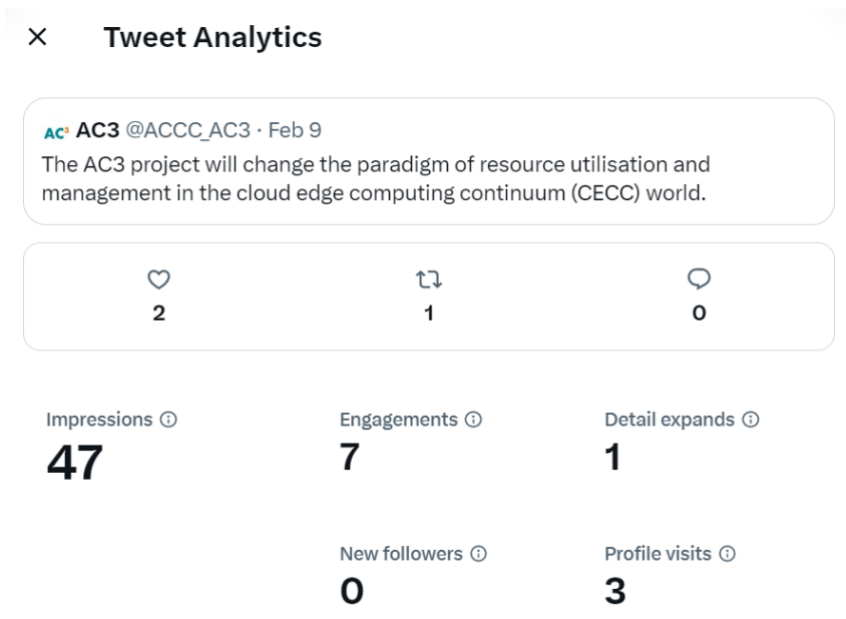 Tweet Analytics
AC³ AC3 @ACCC_AC3 · Feb 9
The AC3 project will change the paradigm of resource utilisation and
management in the cloud edge computing continuum (CECC) world.
2 1 0
Impressions Engagements Detail expands
47 7 1
New followers Profile visits
0 3